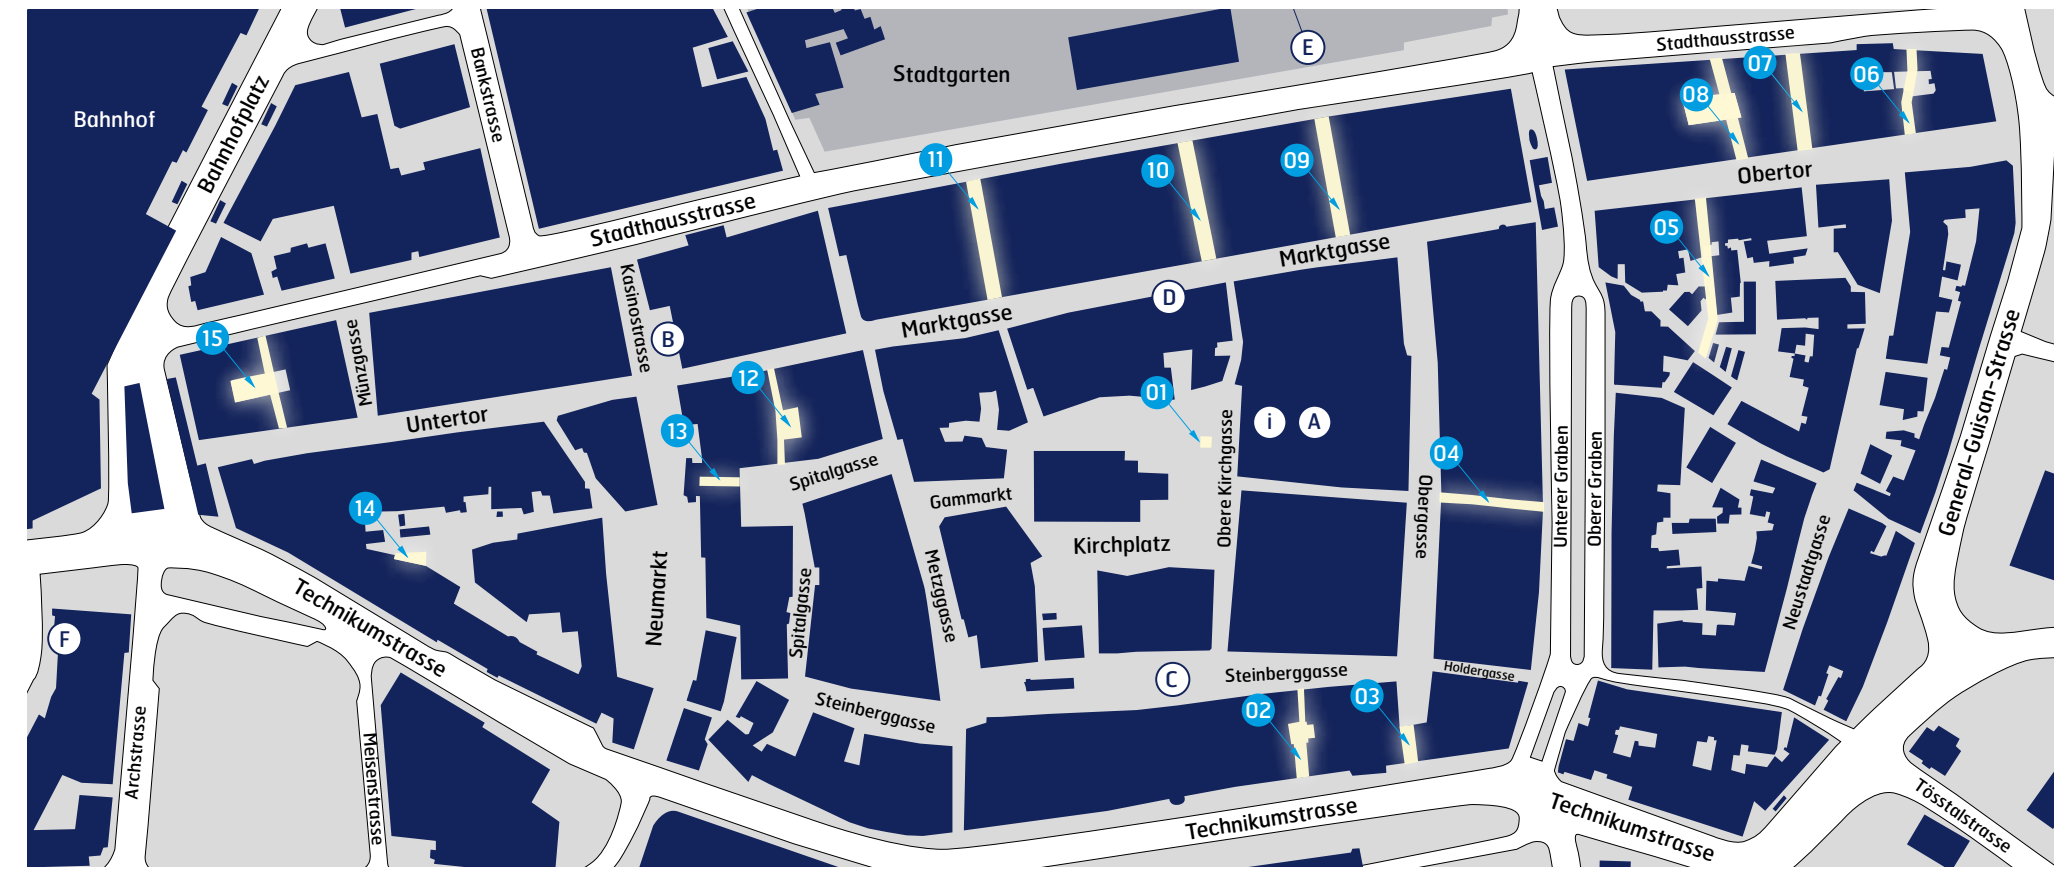 Stadthausstrasse
E
07
Bankstrasse
Stadtgarten
06
08
Bahnhof
Bahnhofplatz
11
10
09
Obertor
Stadthausstrasse
05
Marktgasse
Kasinostrasse
D
Marktgasse
15
Münzgasse
B
General-Guisan-Strasse
12
01
Untertor
13
i
A
Obere Kirchgasse
04
Spitalgasse
Unterer Graben
Oberer Graben
Gammarkt
14
Obergasse
Kirchplatz
Neustadtgasse
Metzggasse
Neumarkt
Spitalgasse
Technikumstrasse
F
C
Steinberggasse
Holdergasse
03
02
Steinberggasse
Archstrasse
Meisenstrasse
Technikumstrasse
Technikumstrasse
Tösstalstrasse